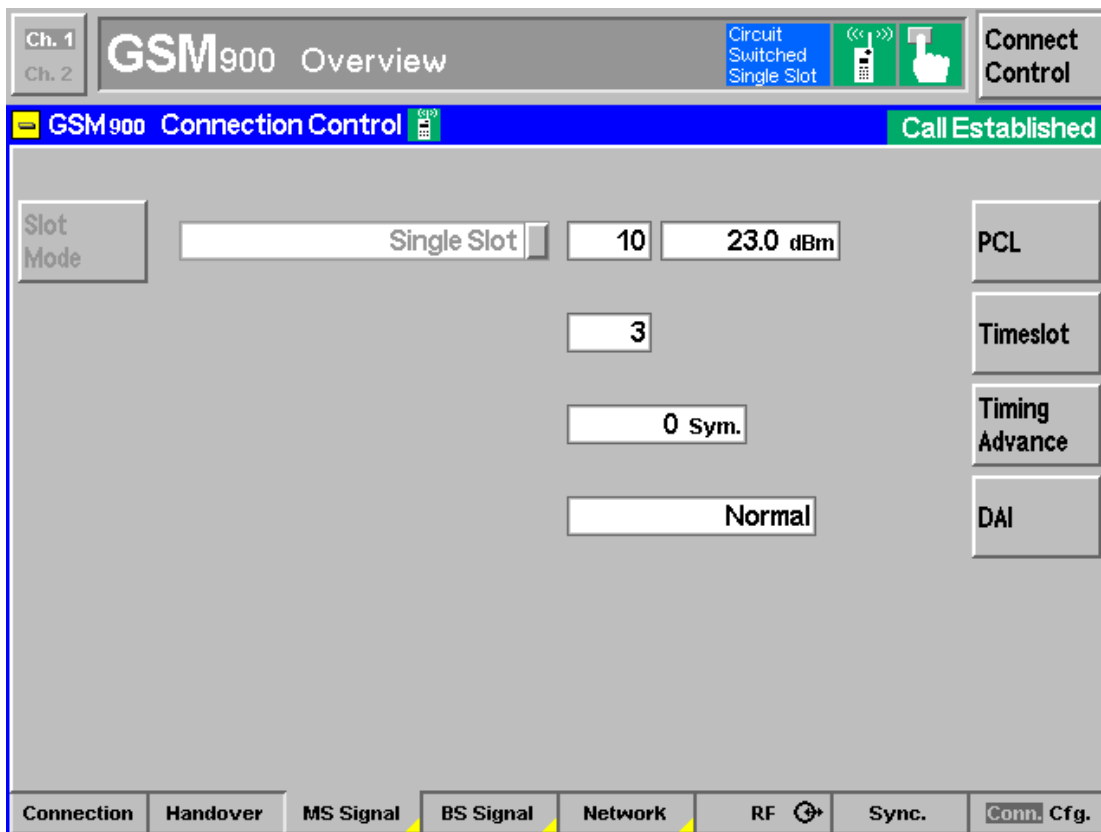 Ch. 1
Ch. 2
GSM900 Overview
Circuit
Switched
Single Slot
Connect
Control
GSM 900 Connection Control
Call Established
Slot
Mode
Single Slot
10
23.0 dBm
PCL
3
Timeslot
0 Sym.
Timing
Advance
Normal
DAI
Connection
Handover
MS Signal
BS Signal
Network
RF
Sync.
Conn. Cfg.